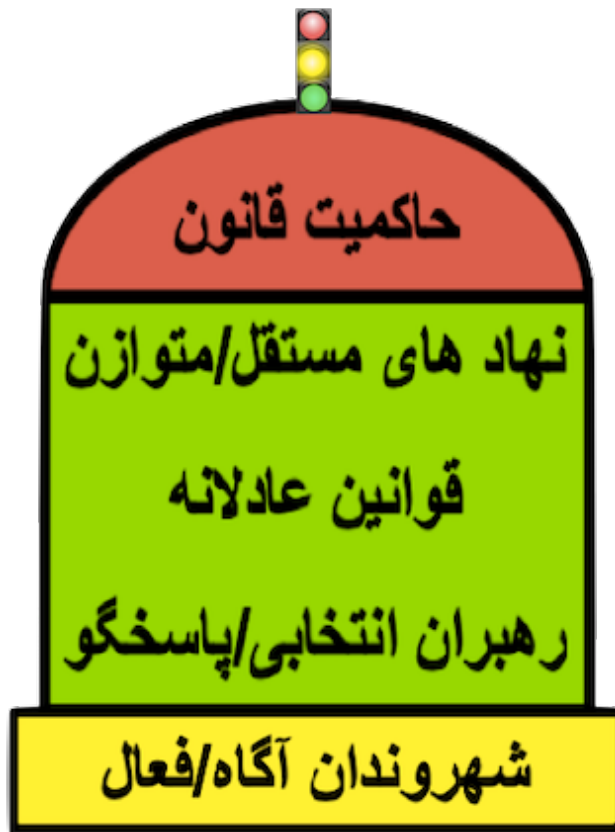 حاکمیت قانون
نهاد های مستقل/متوازن
قوانین عادلانه
رهبران انتخابی/پاسخگو
شهروندان آگاه/فعال